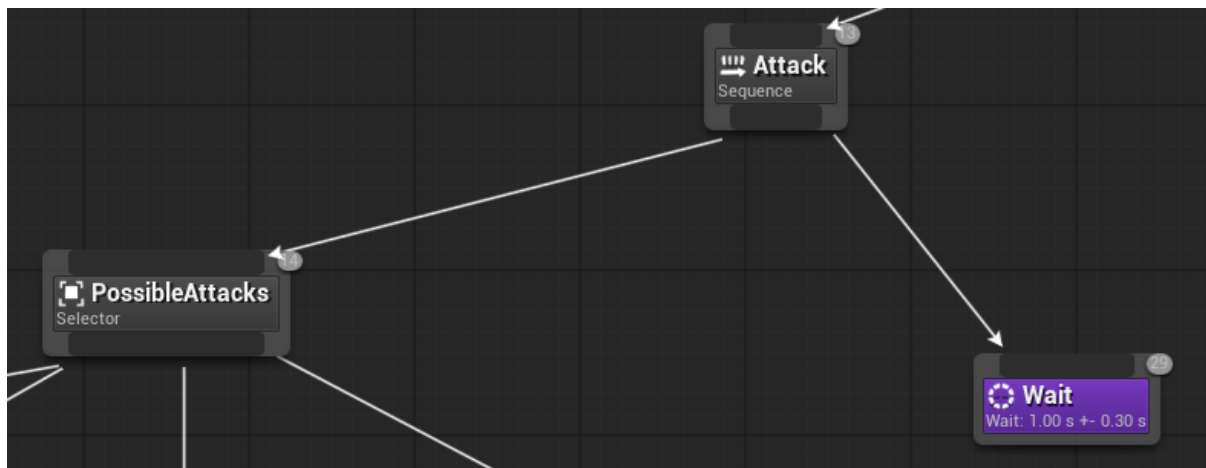 13
Attack
Sequence
14
PossibleAttacks
Selector
29
Wait
Wait: 1.00 s +- 0.30 s